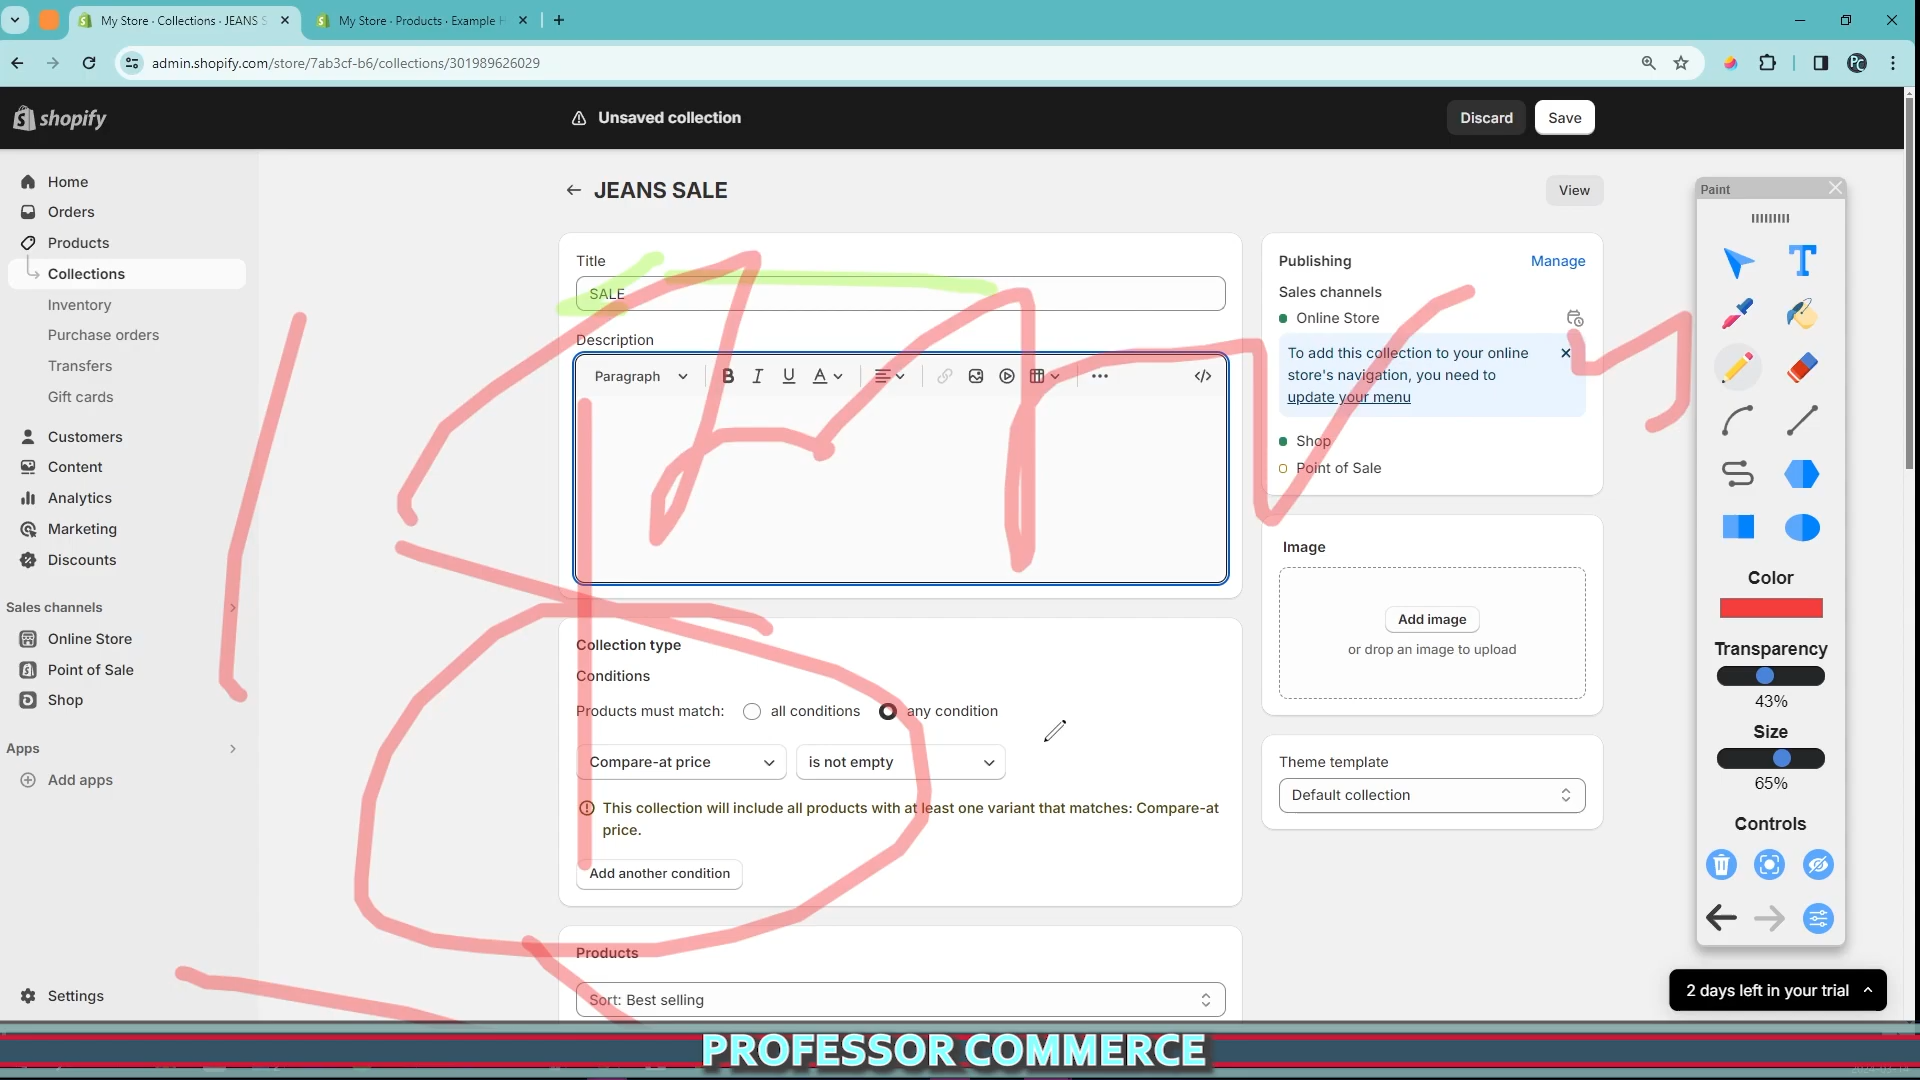 My Store · Collections · JEANS S
My Store · Products · Example H
admin.shopify.com/store/7ab3cf-b6/collections/301989626029
shopify
Unsaved collection
Discard
Save
Home
Orders
Products
Collections
Inventory
Purchase orders
Transfers
Gift cards
Customers
Content
Analytics
Marketing
Discounts
Sales channels
Online Store
Point of Sale
Shop
Apps
Add apps
Settings
JEANS SALE
View
Title
SALE
Description
Paragraph
Collection type
Conditions
Products must match:
all conditions
any condition
Compare-at price
is not empty
This collection will include all products with at least one variant that matches: Compare-at
price.
Add another condition
Products
Sort: Best selling
Publishing
Manage
Sales channels
Online Store
To add this collection to your online
store's navigation, you need to
update your menu
Shop
Point of Sale
Image
Add image
or drop an image to upload
Theme template
Default collection
Paint
Color
Transparency
43%
Size
65%
Controls
2 days left in your trial
PROFESSOR COMMERCE